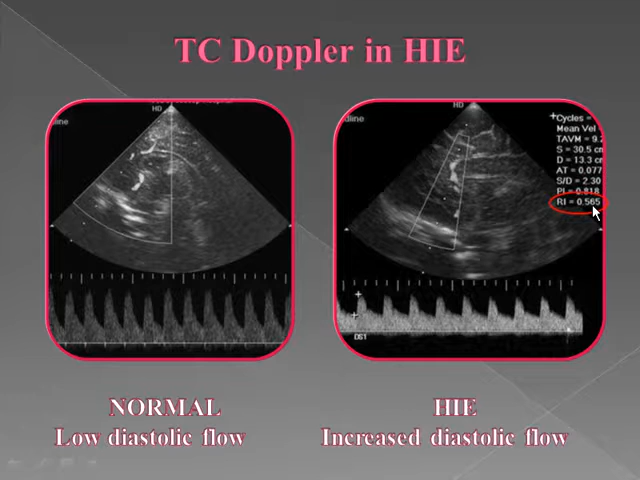 TC Doppler in HIE
HD
line
HD
dline
Cycles =
Mean Vel
TAVM = 9.
S = 30.5 cm
D = 13.3 cm
AT = 0.077
S/D = 2.30
PI = 0.818
RI = 0.565
NORMAL
Low diastolic flow
HIE
Increased diastolic flow